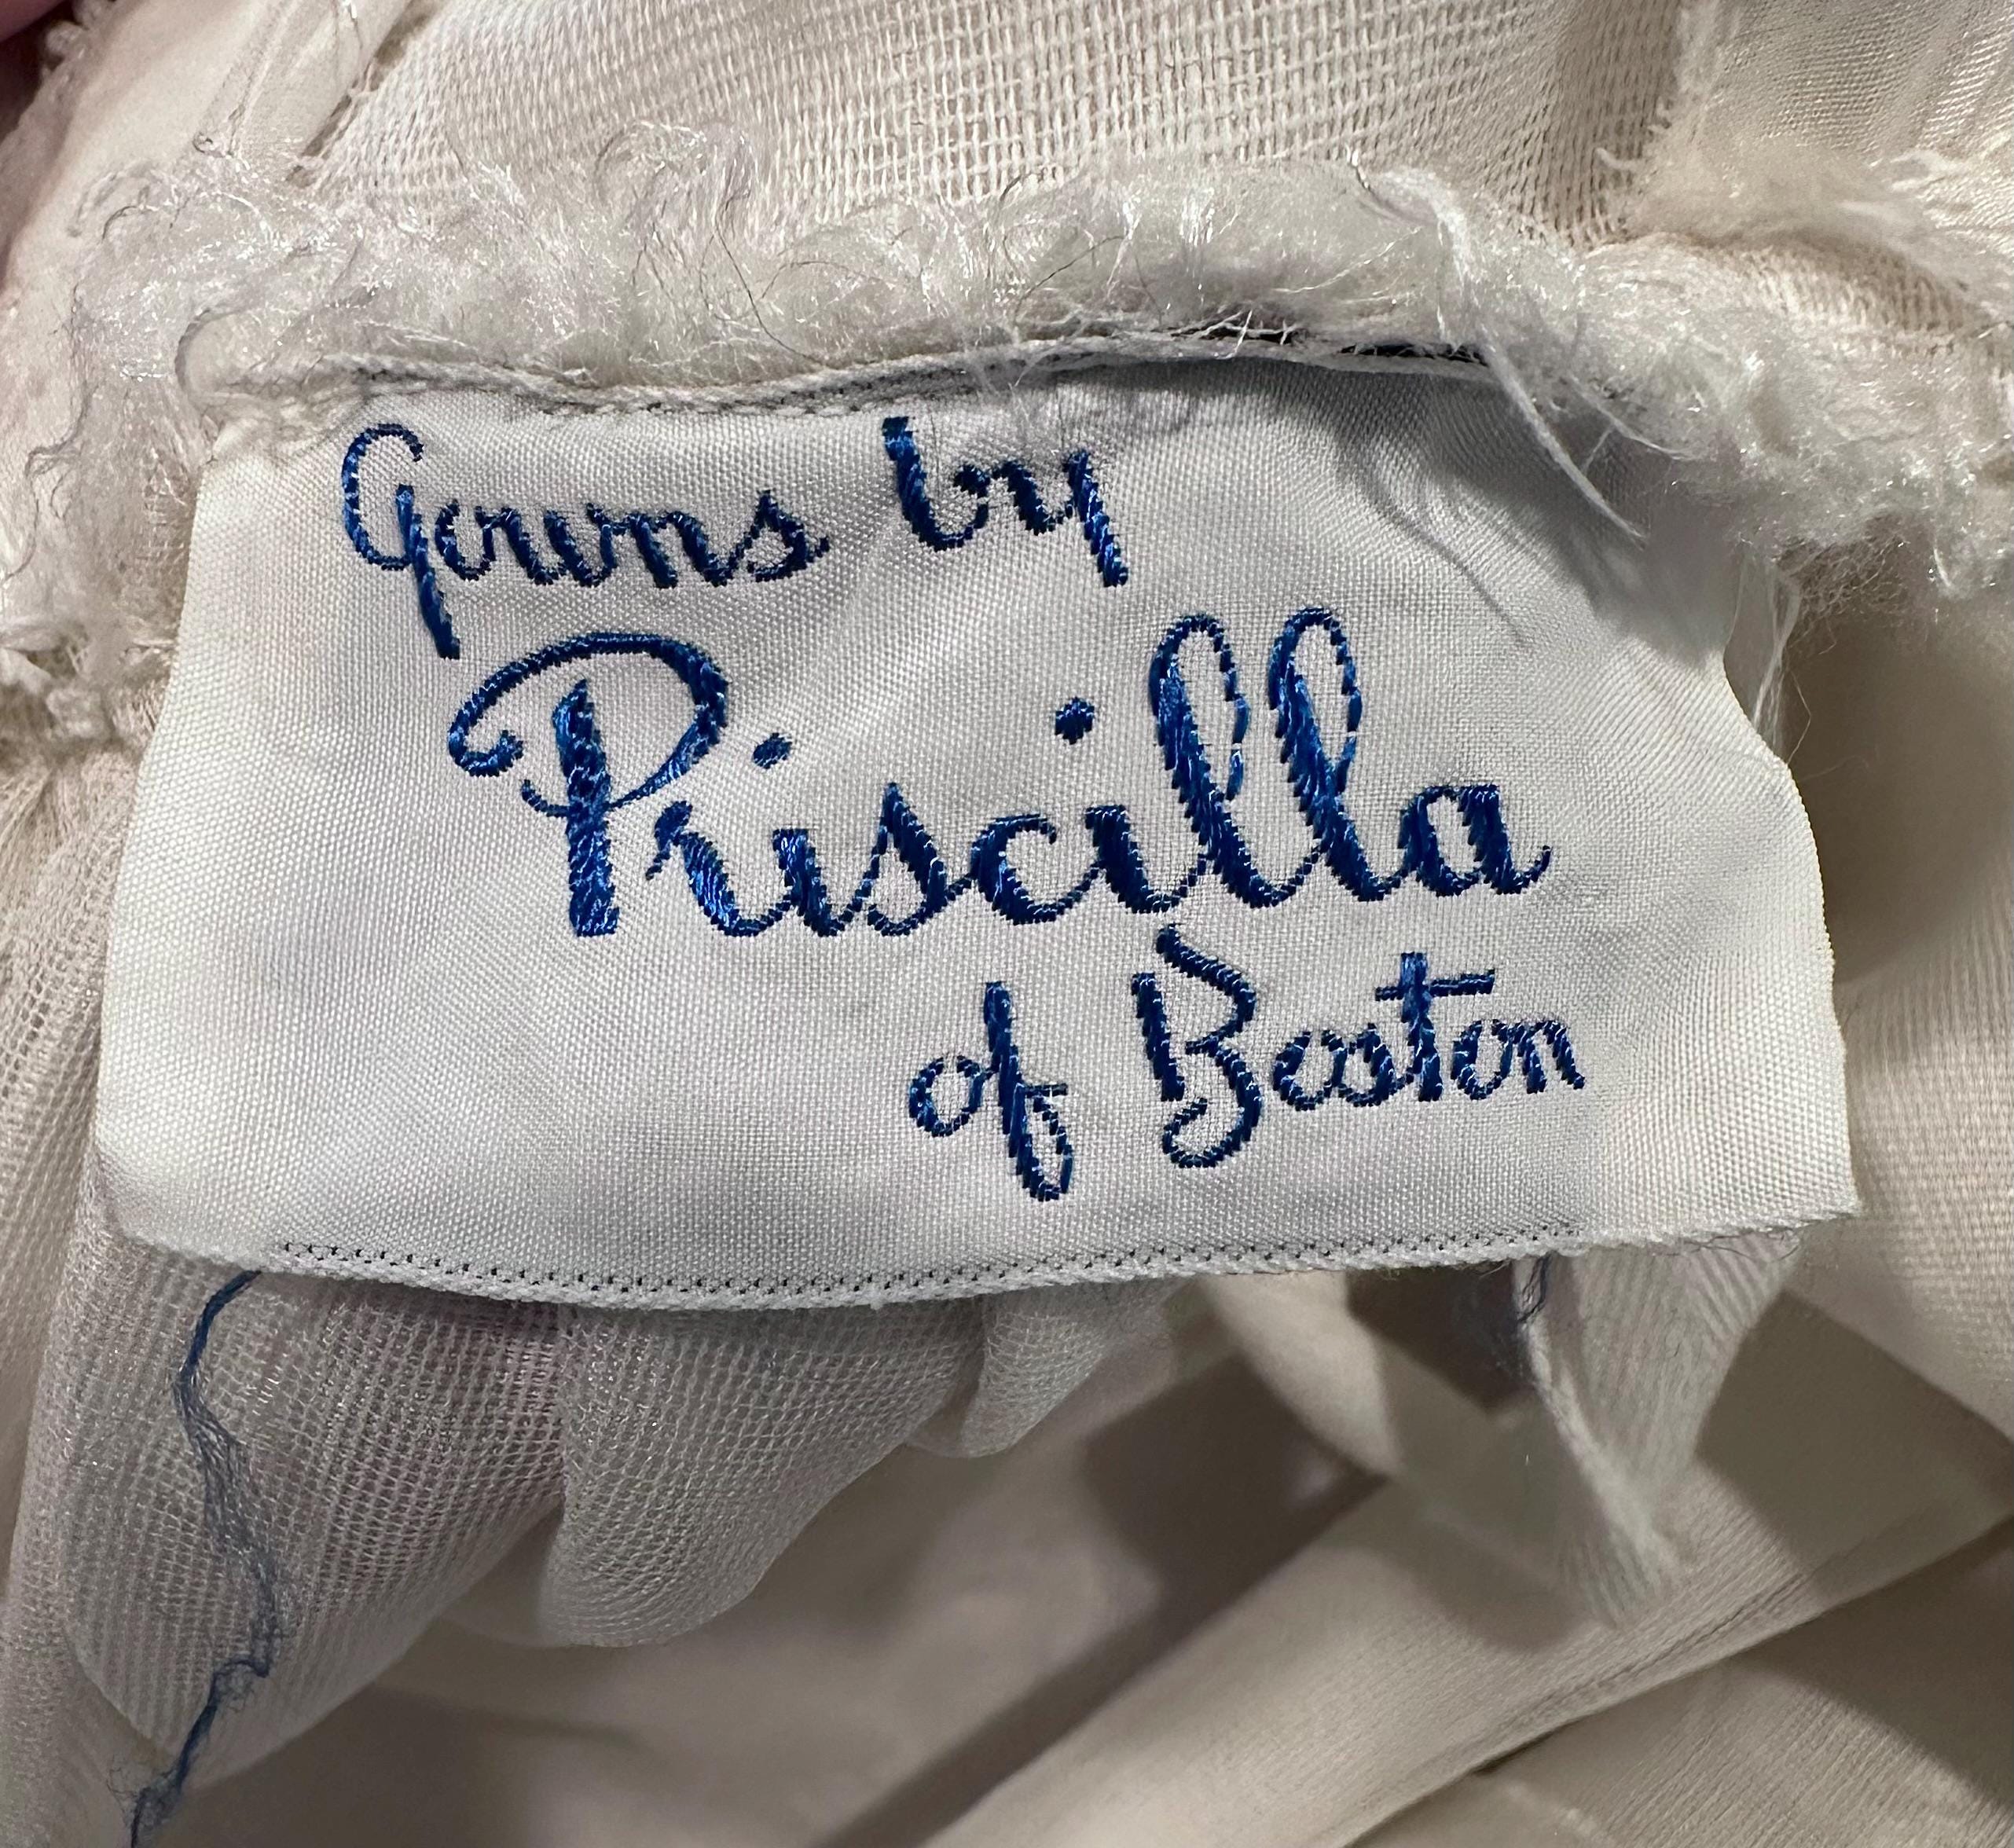 Gowns by
Priscilla
of Boston